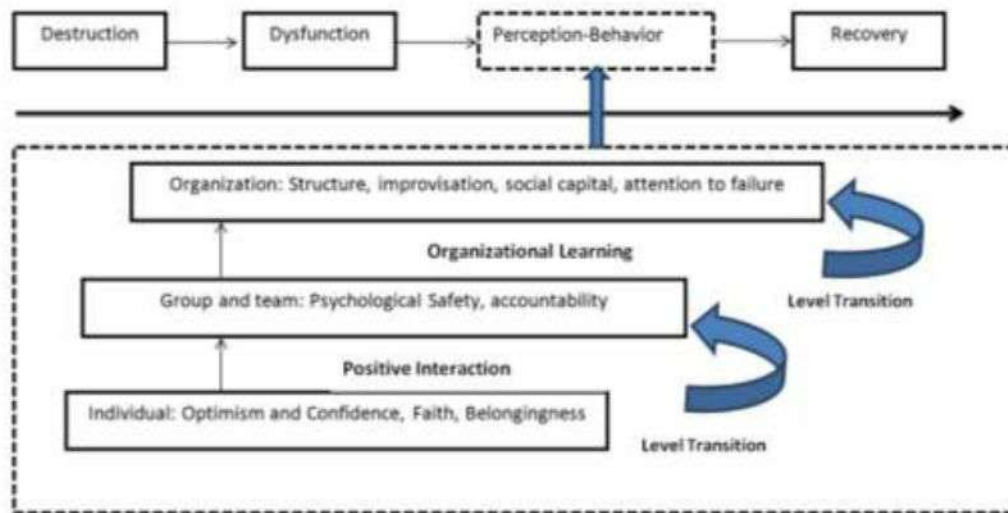 Destruction
Dysfunction
Perception-Behavior
Recovery
Organization: Structure, improvisation, social capital, attention to failure
Organizational Learning
Level Transition
Group and team: Psychological Safety, accountability
Positive Interaction
Individual: Optimism and Confidence, Faith, Belongingness
Level Transition